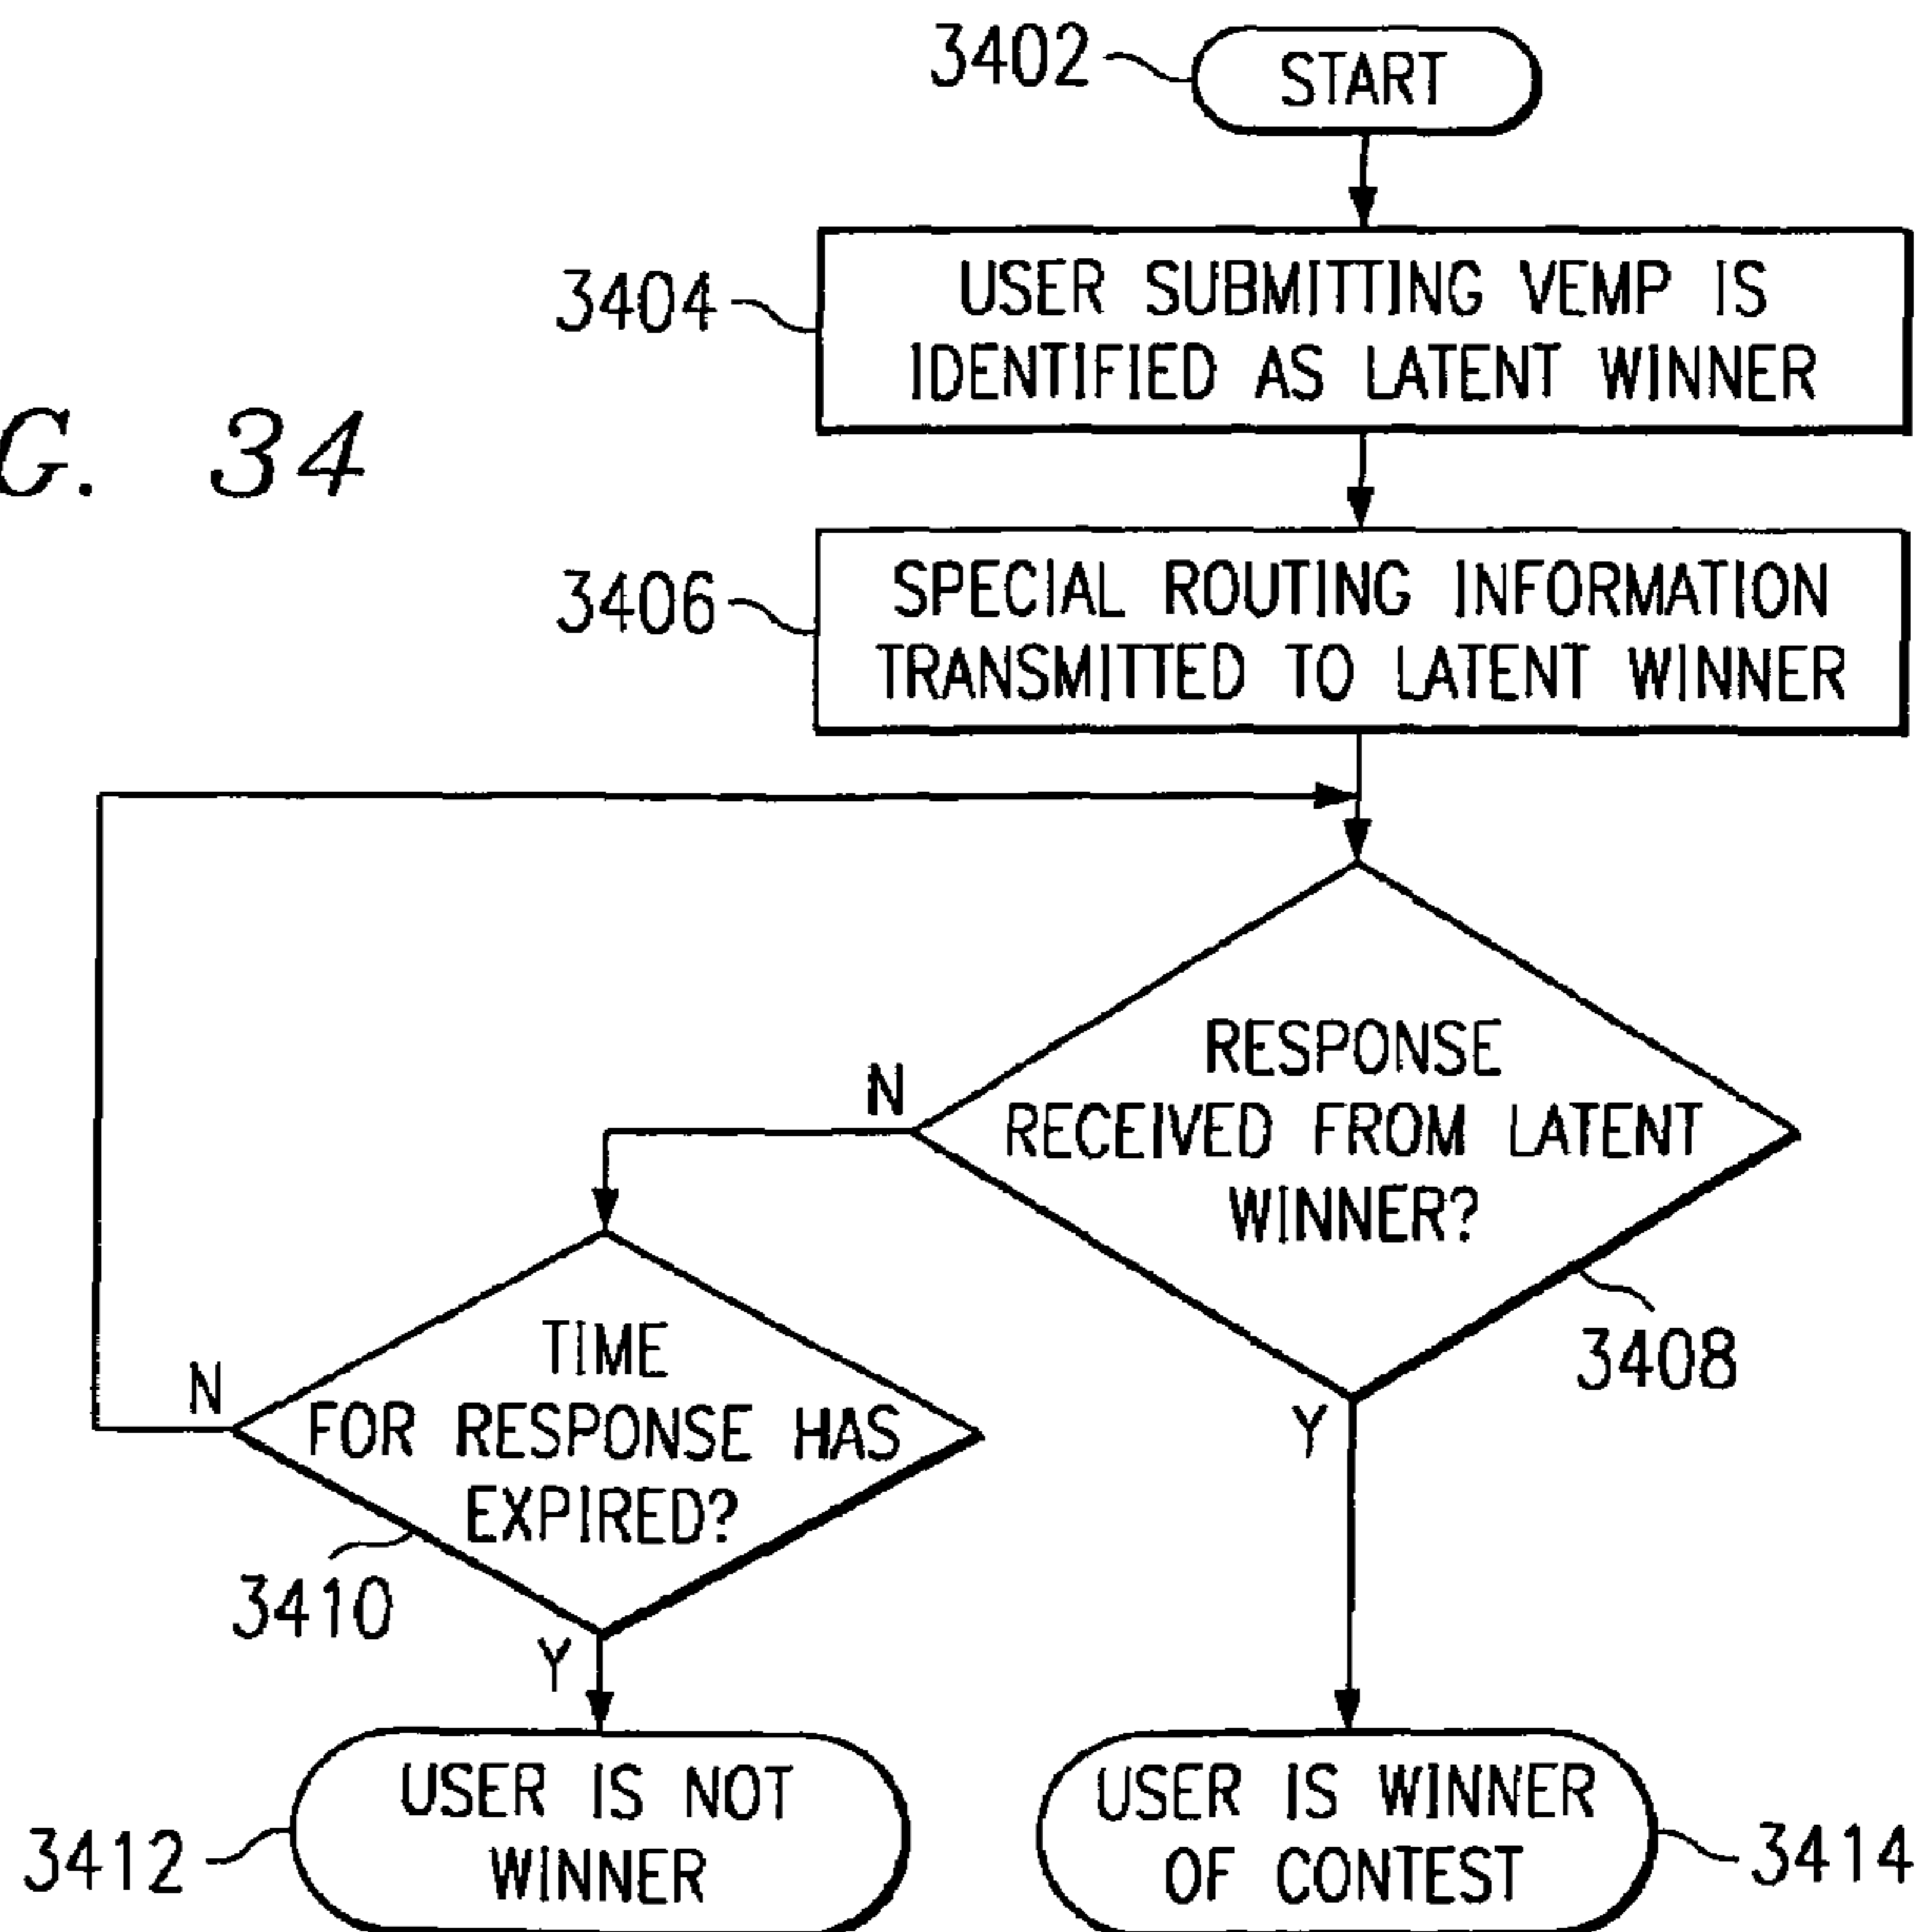 3402
START
3404
USER SUBMITTING VEMP IS
IDENTIFIED AS LATENT WINNER
G. 34
3406
SPECIAL ROUTING INFORMATION
TRANSMITTED TO LATENT WINNER
N
RESPONSE
RECEIVED FROM LATENT
WINNER?
3408
Y
N
TIME
FOR RESPONSE HAS
EXPIRED?
3410
Y
3412
USER IS NOT
WINNER
USER IS WINNER
OF CONTEST
3414